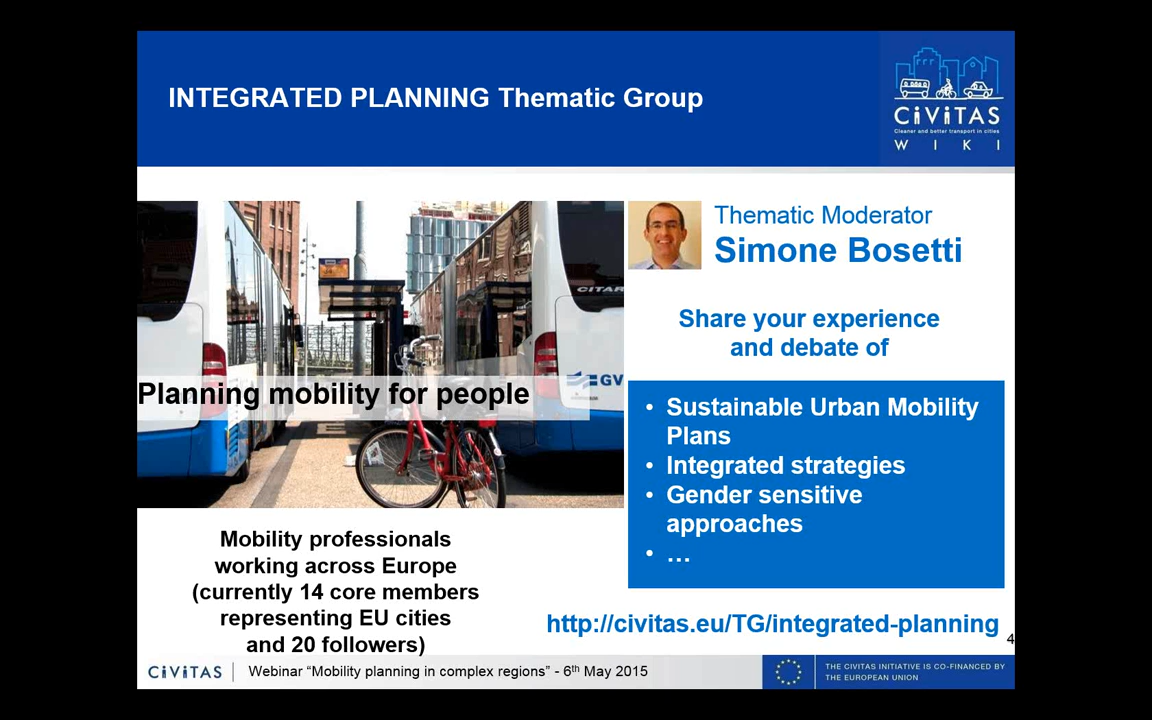 INTEGRATED PLANNING Thematic Group
CiViTAS
Cleaner and better transport in cities
W I K I
Thematic Moderator
Simone Bosetti
CITAR
GV
Planning mobility for people
Share your experience
and debate of
• Sustainable Urban Mobility
Plans
• Integrated strategies
• Gender sensitive
approaches
• …
Mobility professionals
working across Europe
(currently 14 core members
representing EU cities
and 20 followers)
http://civitas.eu/TG/integrated-planning
4
CiViTAS
Webinar “Mobility planning in complex regions” - 6th May 2015
THE CIVITAS INITIATIVE IS CO-FINANCED BY
THE EUROPEAN UNION